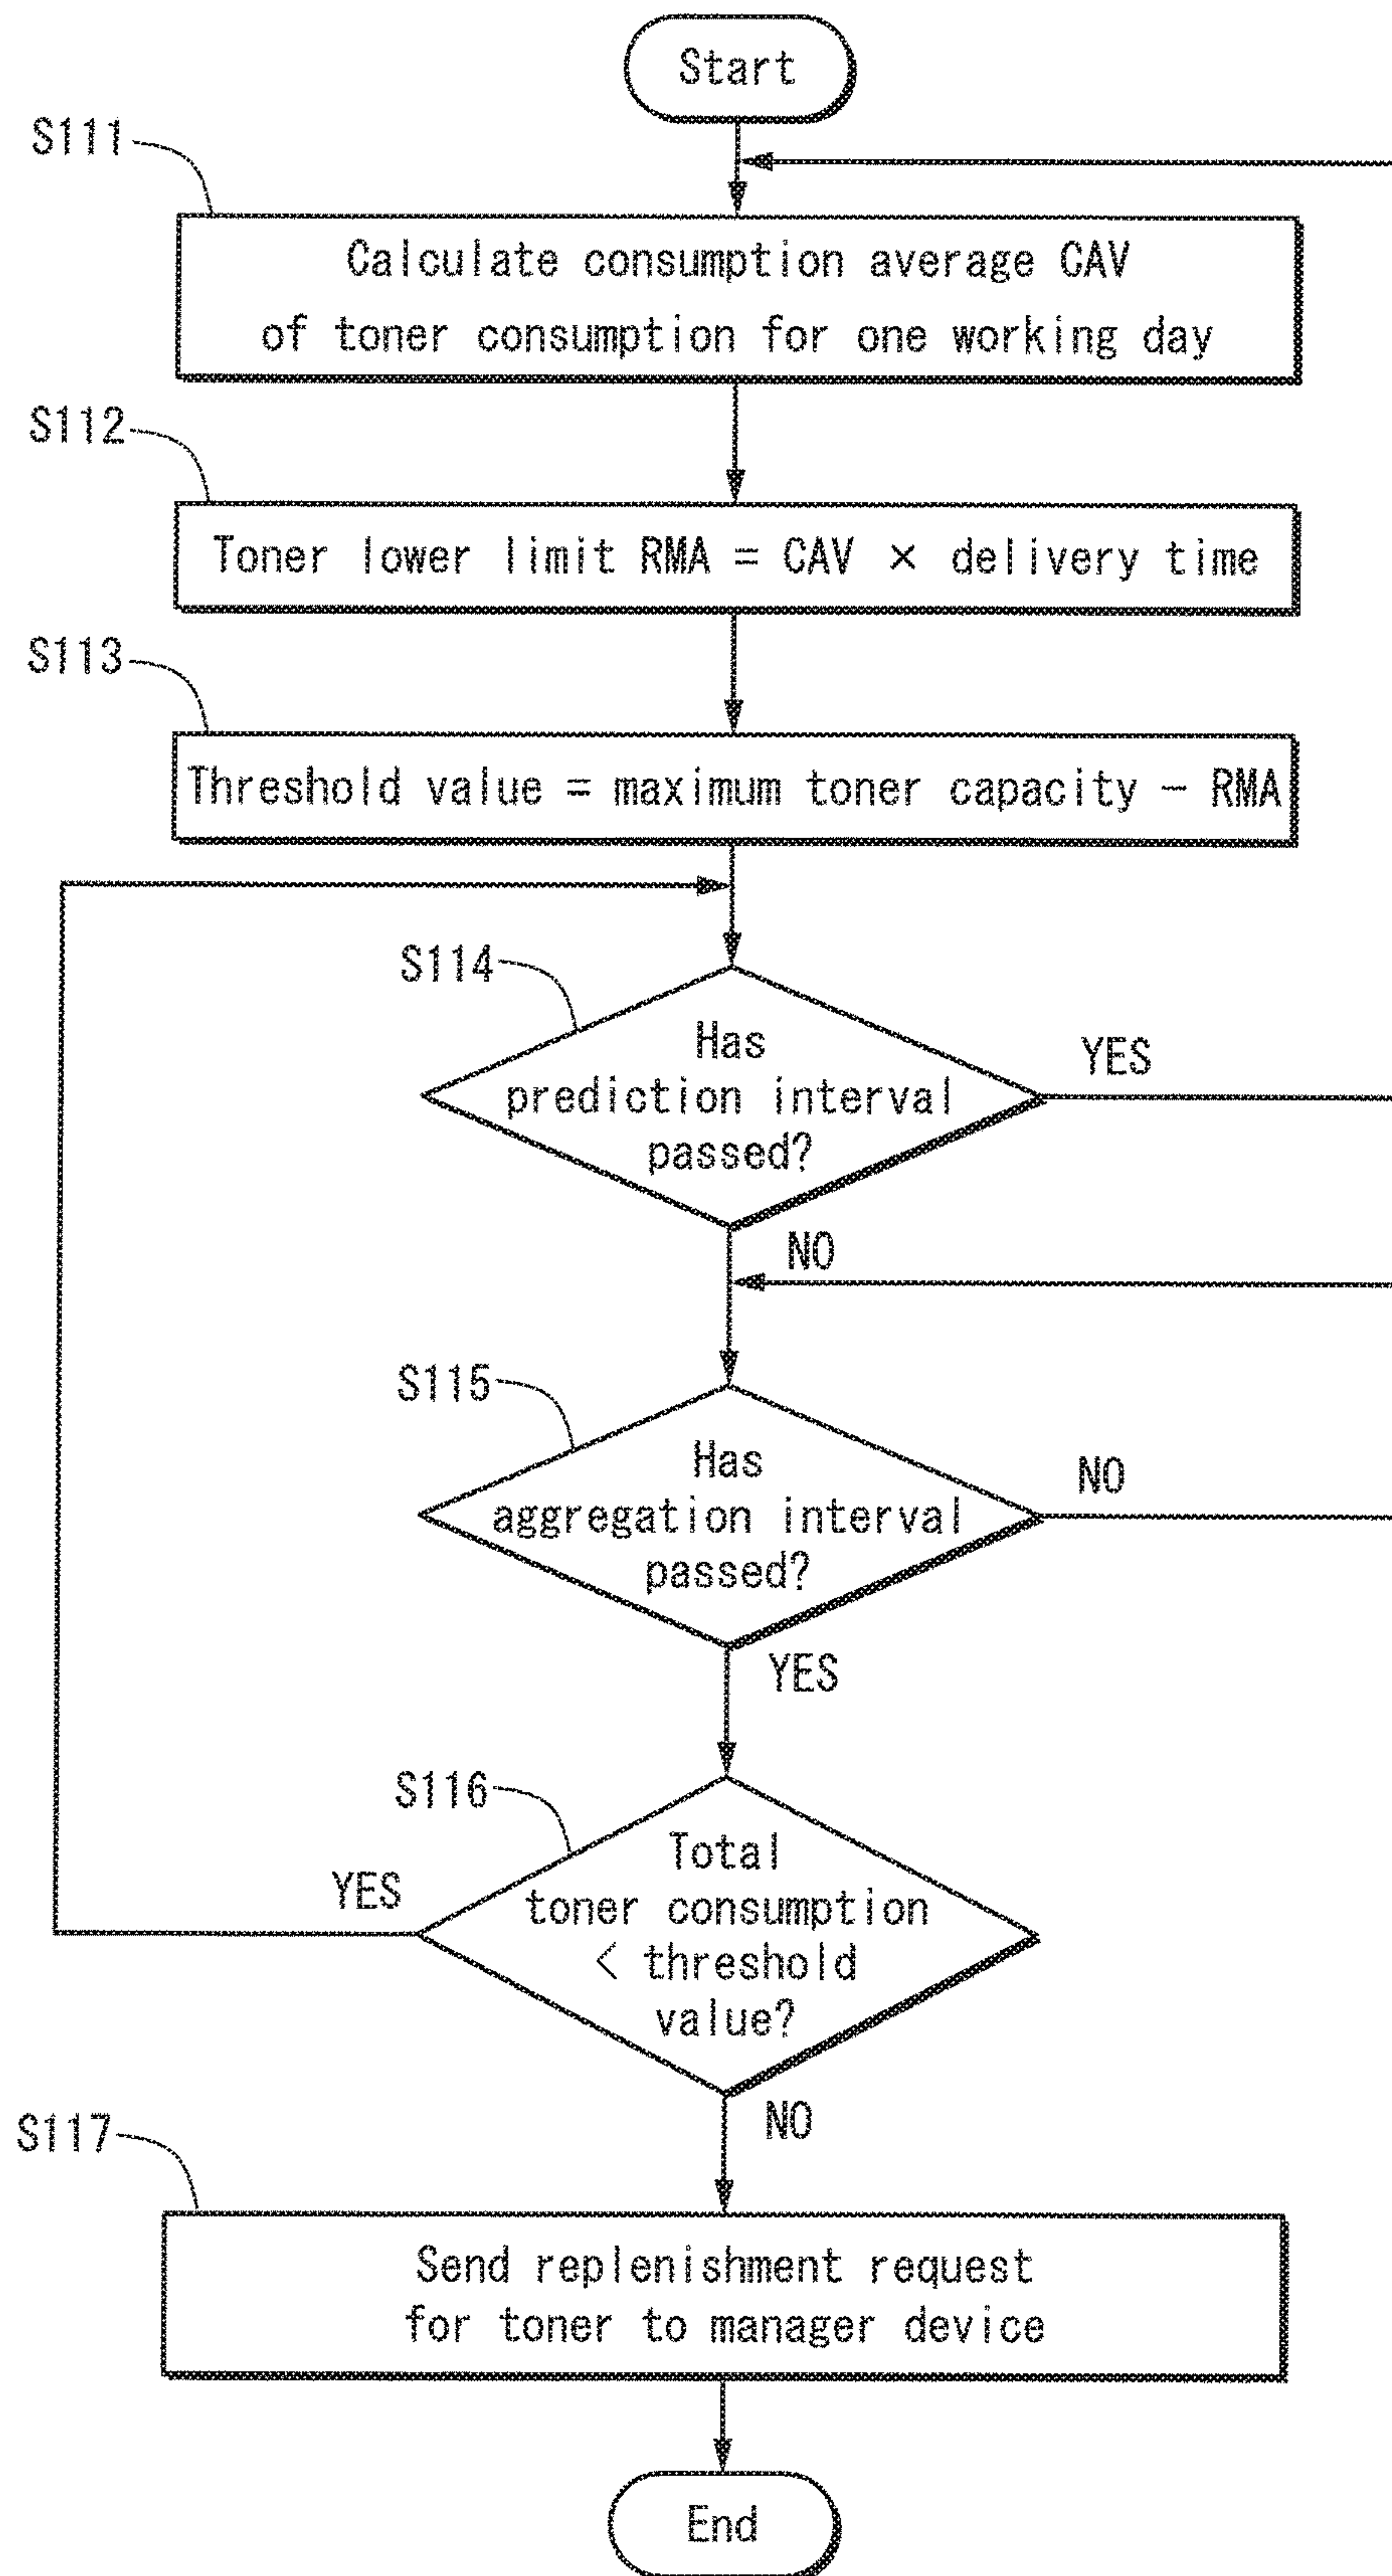 Start
S111
Calculate consumption average CAV
of toner consumption for one working day
S112
Toner lower limit RMA = CAV × delivery time
S113
Threshold value = maximum toner capacity − RMA
S114
Has
prediction interval
passed?
YES
NO
S115
Has
aggregation interval
passed?
NO
YES
S116
Total
toner consumption
< threshold
value?
YES
NO
S117
Send replenishment request
for toner to manager device
End